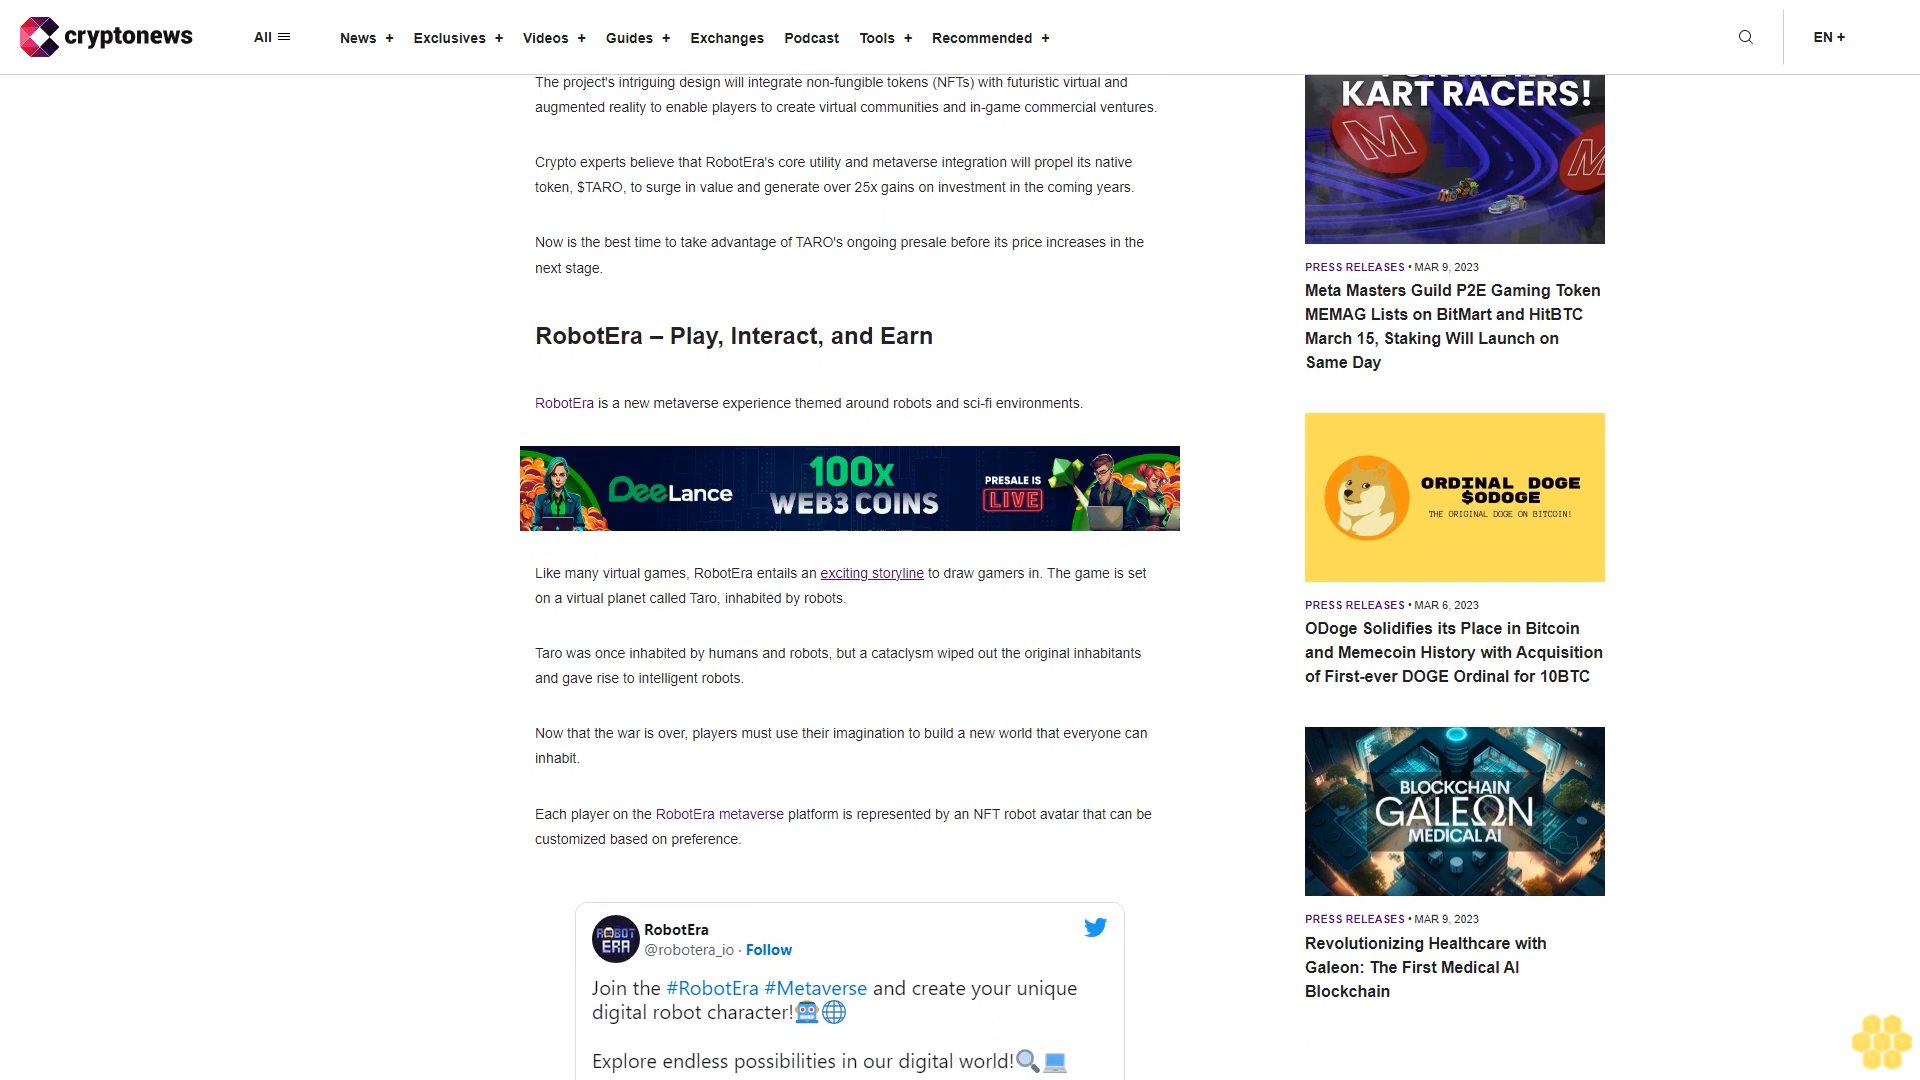 cryptonews
All
News +
Exclusives +
Videos +
Guides +
Exchanges
Podcast
Tools +
Recommended +
EN +
The project's intriguing design will integrate non-fungible tokens (NFTs) with futuristic virtual and
augmented reality to enable players to create virtual communities and in-game commercial ventures.
Crypto experts believe that RobotEra's core utility and metaverse integration will propel its native
token, $TARO, to surge in value and generate over 25x gains on investment in the coming years.
Now is the best time to take advantage of TARO's ongoing presale before its price increases in the
next stage.
RobotEra – Play, Interact, and Earn
RobotEra is a new metaverse experience themed around robots and sci-fi environments.
DeeLance
100x
WEB3 COINS
PRESALE IS
LIVE
Like many virtual games, RobotEra entails an exciting storyline to draw gamers in. The game is set
on a virtual planet called Taro, inhabited by robots.
Taro was once inhabited by humans and robots, but a cataclysm wiped out the original inhabitants
and gave rise to intelligent robots.
Now that the war is over, players must use their imagination to build a new world that everyone can
inhabit.
Each player on the RobotEra metaverse platform is represented by an NFT robot avatar that can be
customized based on preference.
ROBOT
ERA
RobotEra
@robotera_io · Follow
Join the #RobotEra #Metaverse and create your unique
digital robot character!🤖🌐
Explore endless possibilities in our digital world!🔍💻
KART RACERS!
M
M
PRESS RELEASES • MAR 9, 2023
Meta Masters Guild P2E Gaming Token
MEMAG Lists on BitMart and HitBTC
March 15, Staking Will Launch on
Same Day
ORDINAL DOGE
$ODOGE
THE ORIGINAL DOGE ON BITCOIN!
PRESS RELEASES • MAR 6, 2023
ODoge Solidifies its Place in Bitcoin
and Memecoin History with Acquisition
of First-ever DOGE Ordinal for 10BTC
BLOCKCHAIN
GALEΩN
MEDICAL AI
PRESS RELEASES • MAR 9, 2023
Revolutionizing Healthcare with
Galeon: The First Medical AI
Blockchain